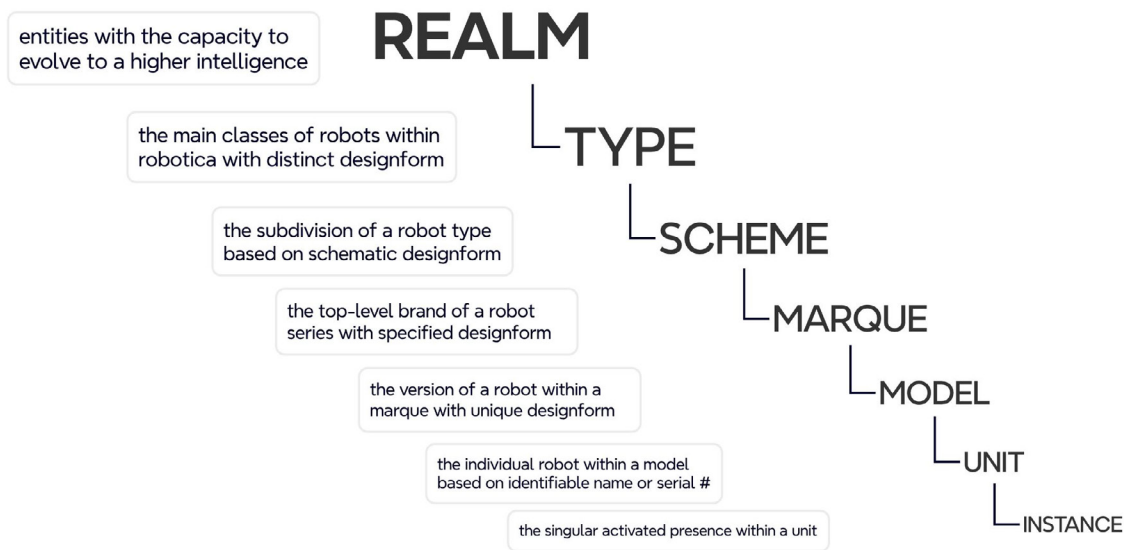 entities with the capacity to
evolve to a higher intelligence
REALM
the main classes of robots within
robotica with distinct designform
TYPE
the subdivision of a robot type
based on schematic designform
SCHEME
the top-level brand of a robot
series with specified designform
MARQUE
the version of a robot within a
marque with unique designform
MODEL
the individual robot within a model
based on identifiable name or serial #
UNIT
the singular activated presence within a unit
INSTANCE